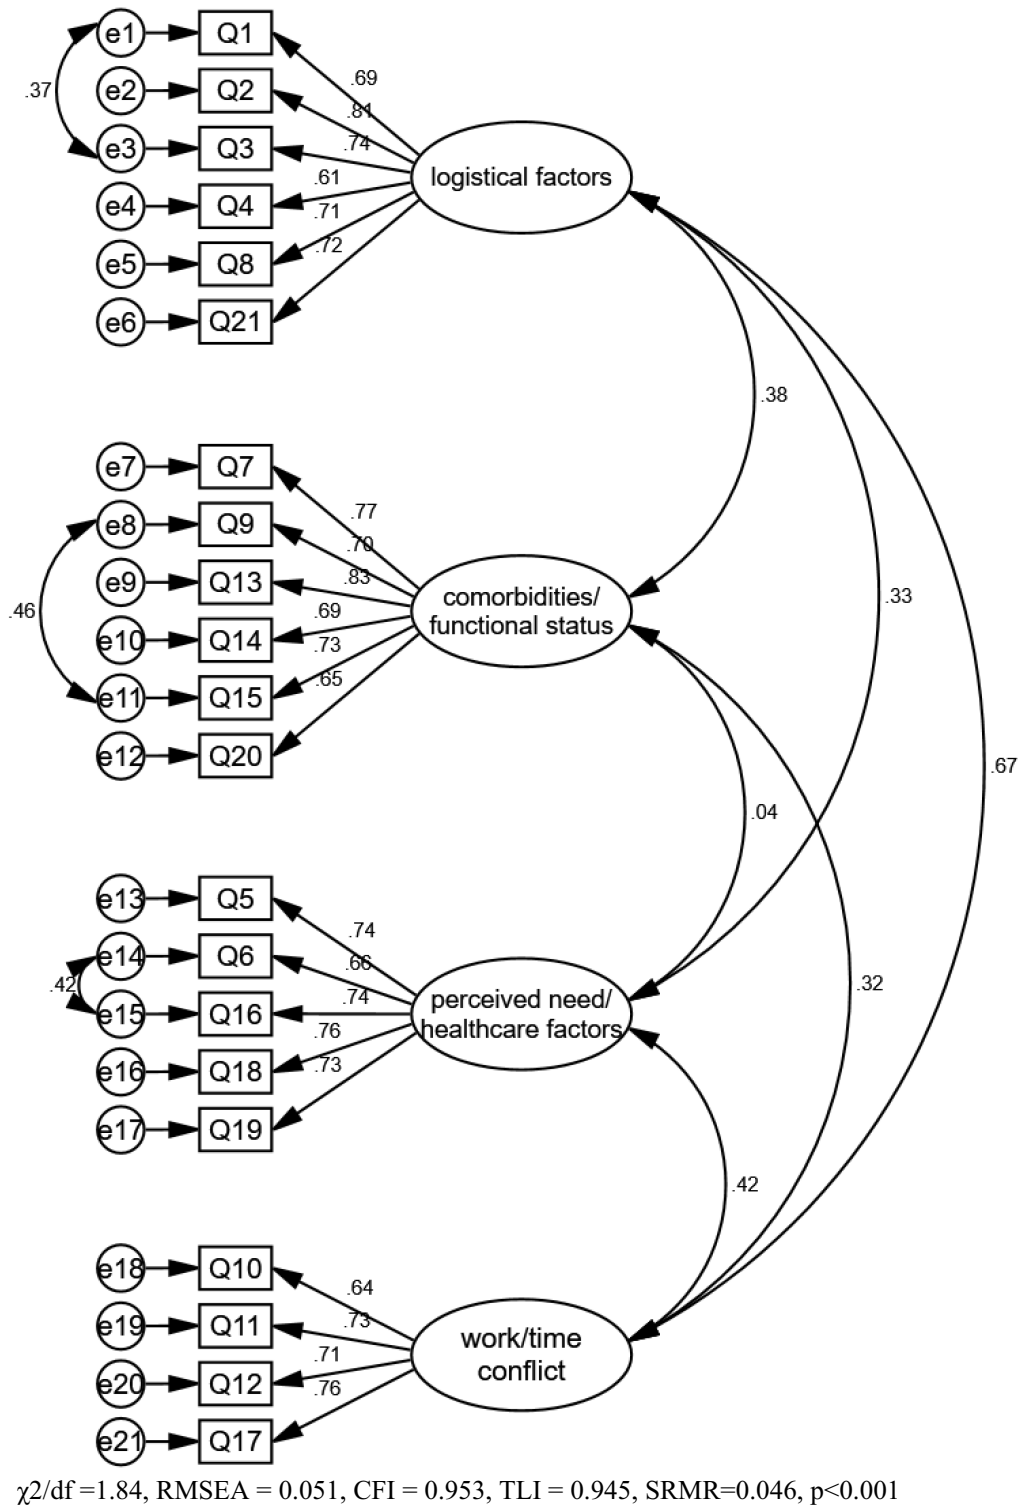 e1 Q1
.69
.37
e2 Q2
.81
e3 Q3
.74
logistical factors
.61
e4 Q4
.71
.72
e5 Q8
e6 Q21
.38
e7 Q7
.77
e8 Q9
.70
.83
e9 Q13
comorbidities/
functional status
.33
.46
.69
e10 Q14
.73
.65
e11 Q15
e12 Q20
.67
.04
e13 Q5
.74
e14 Q6
.66
.42
.74
e15 Q16
perceived need/
healthcare factors
.32
.76
e16 Q18
.73
e17 Q19
.42
e18 Q10
.64
.73
e19 Q11
work/time
conflict
.71
e20 Q12
.76
e21 Q17
χ2/df =1.84, RMSEA = 0.051, CFI = 0.953, TLI = 0.945, SRMR=0.046, p<0.001